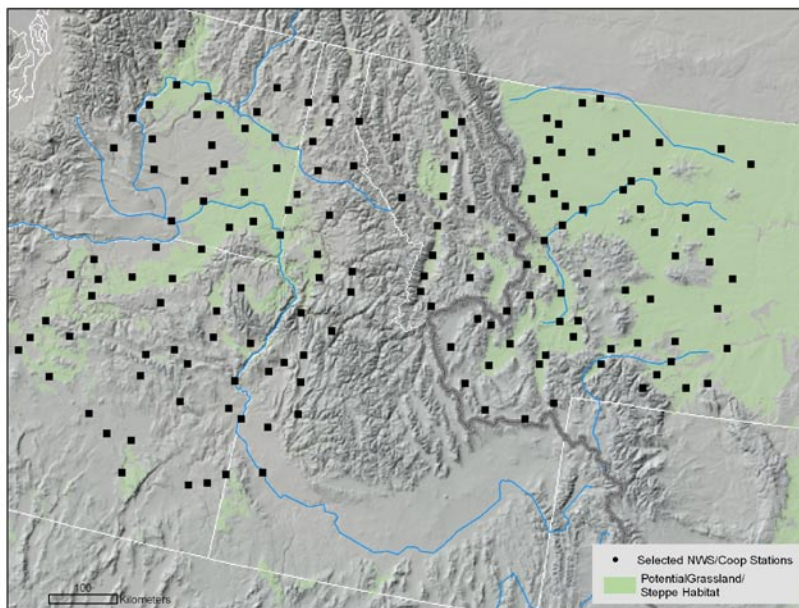 Selected NWS/Coop Stations
PotentialGrassland/
Steppe Habitat
100
Kilometers